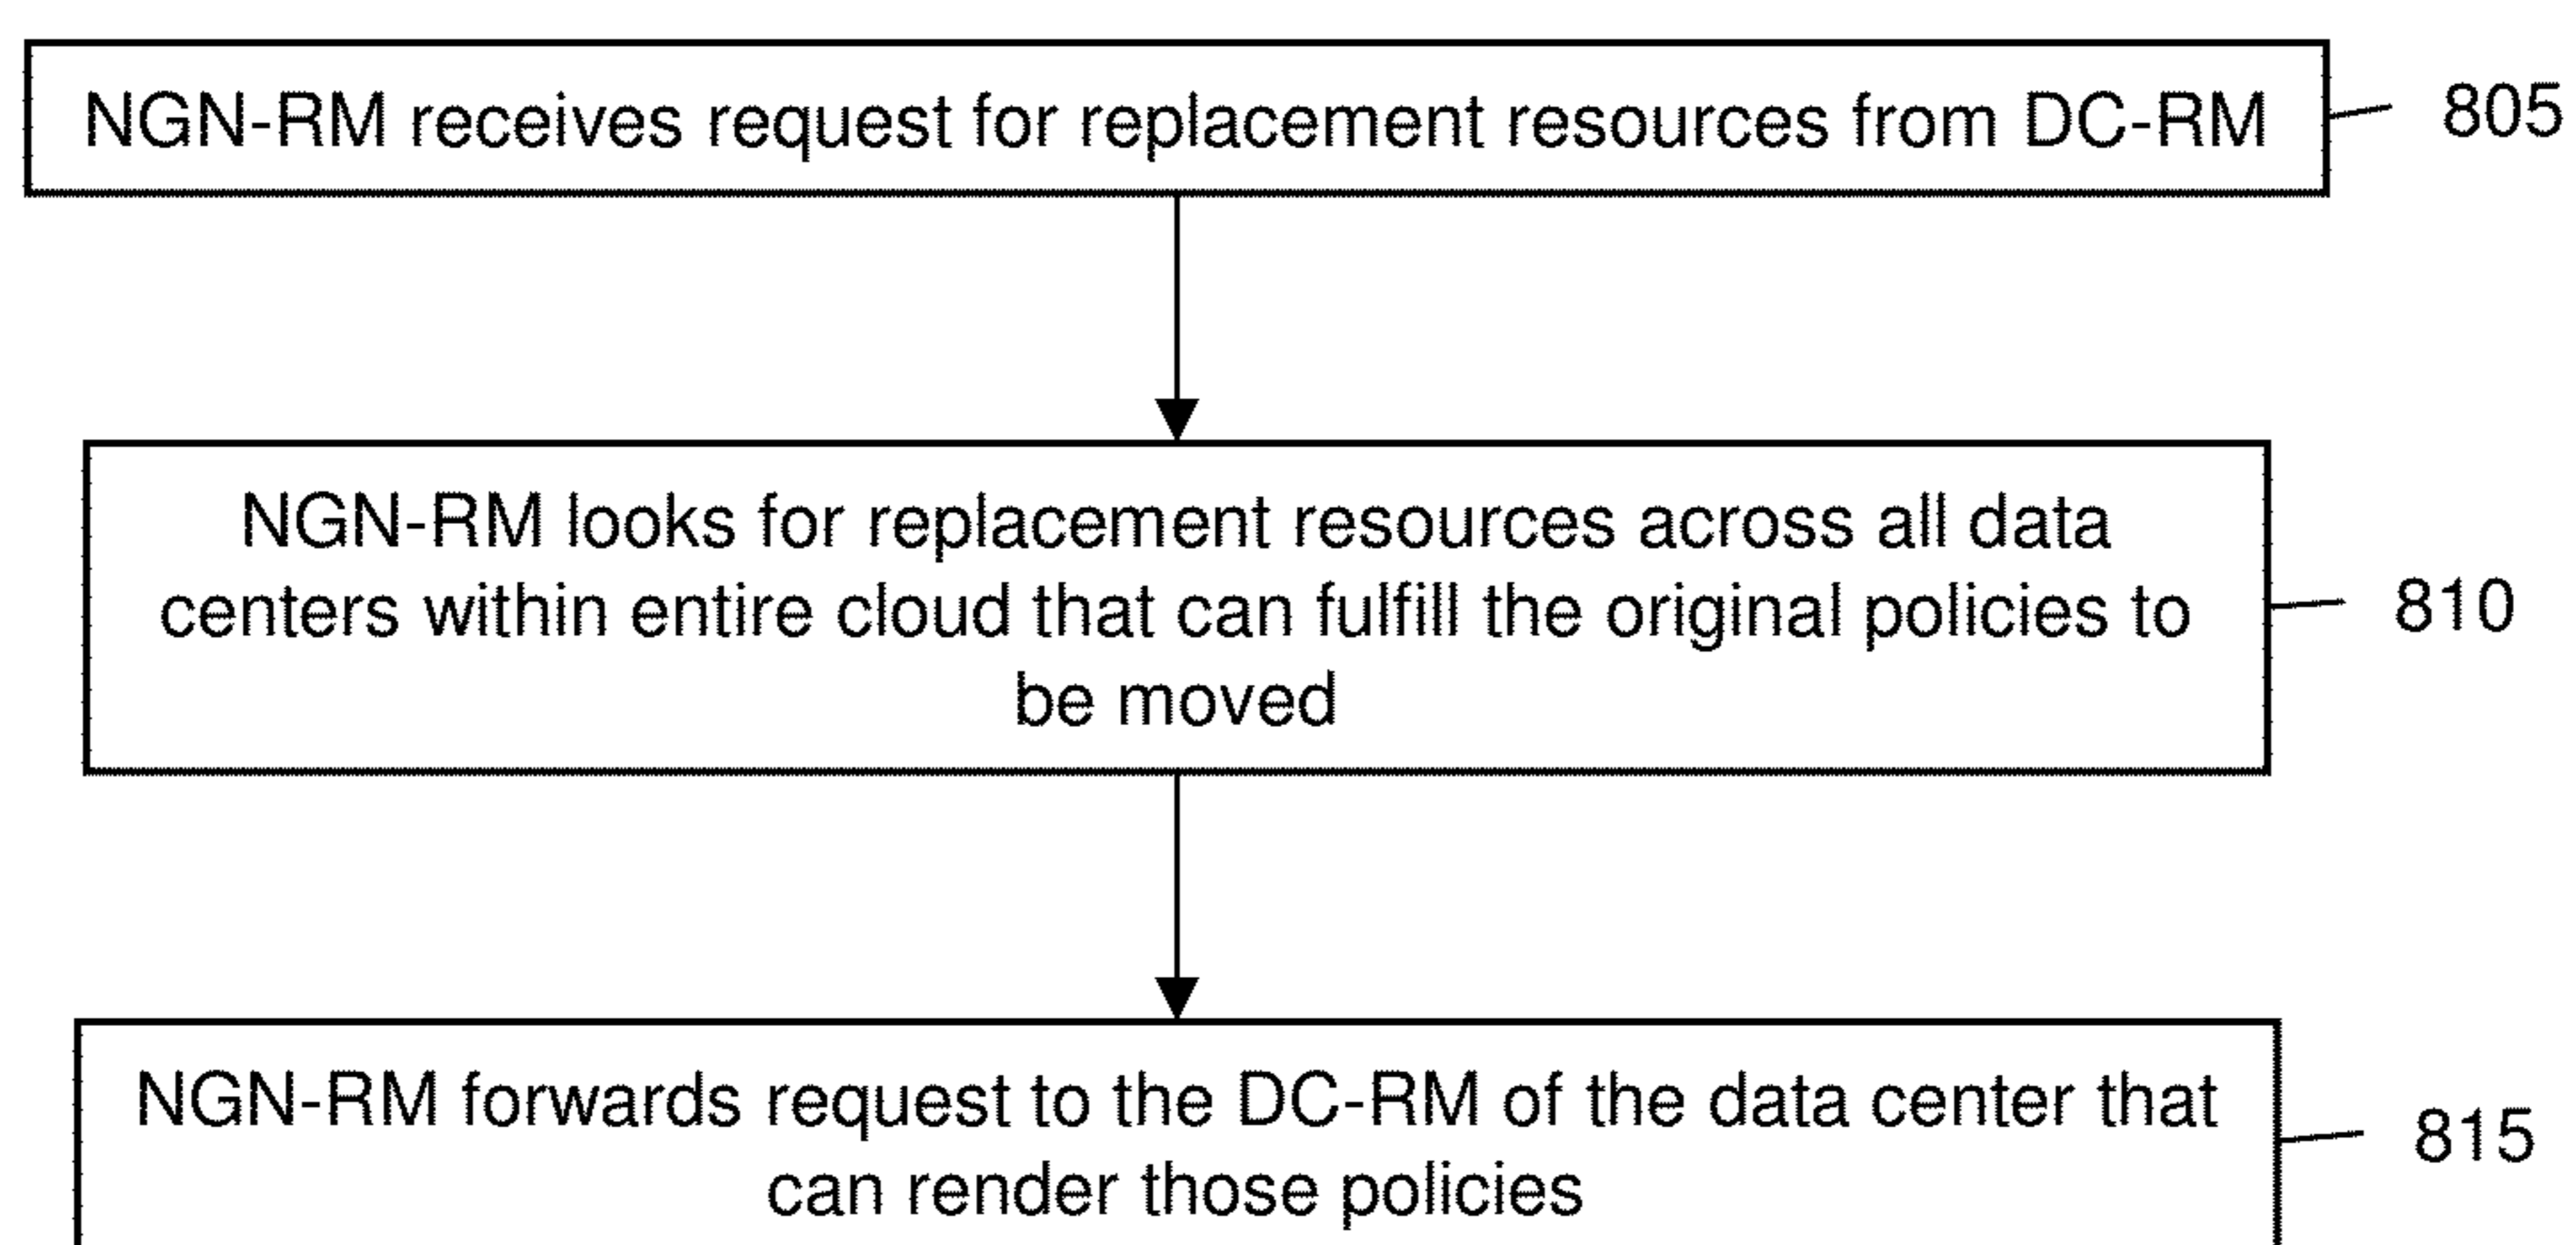 NGN-RM receives request for replacement resources from DC-RM
805
NGN-RM looks for replacement resources across all data
centers within entire cloud that can fulfill the original policies to
be moved
810
NGN-RM forwards request to the DC-RM of the data center that
can render those policies
815